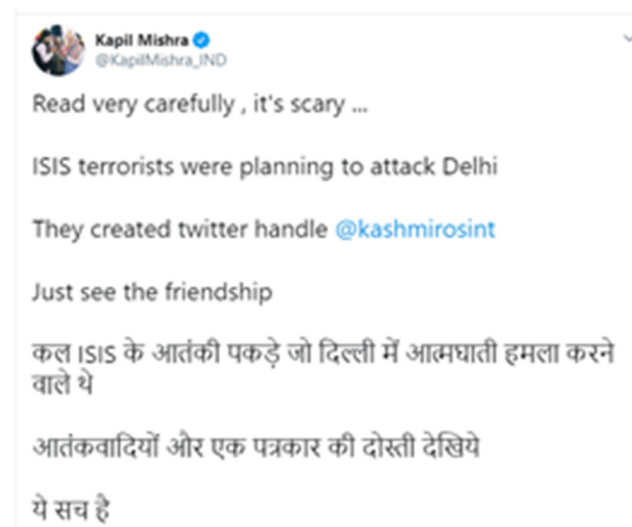 Kapil Mishra
@KapilMishra_IND
Read very carefully , it's scary ...
ISIS terrorists were planning to attack Delhi
They created twitter handle @kashmirosint
Just see the friendship
कल ISIS के आतंकी पकड़े जो दिल्ली में आत्मघाती हमला करने
वाले थे
आतंकवादियों और एक पत्रकार की दोस्ती देखिये
ये सच है